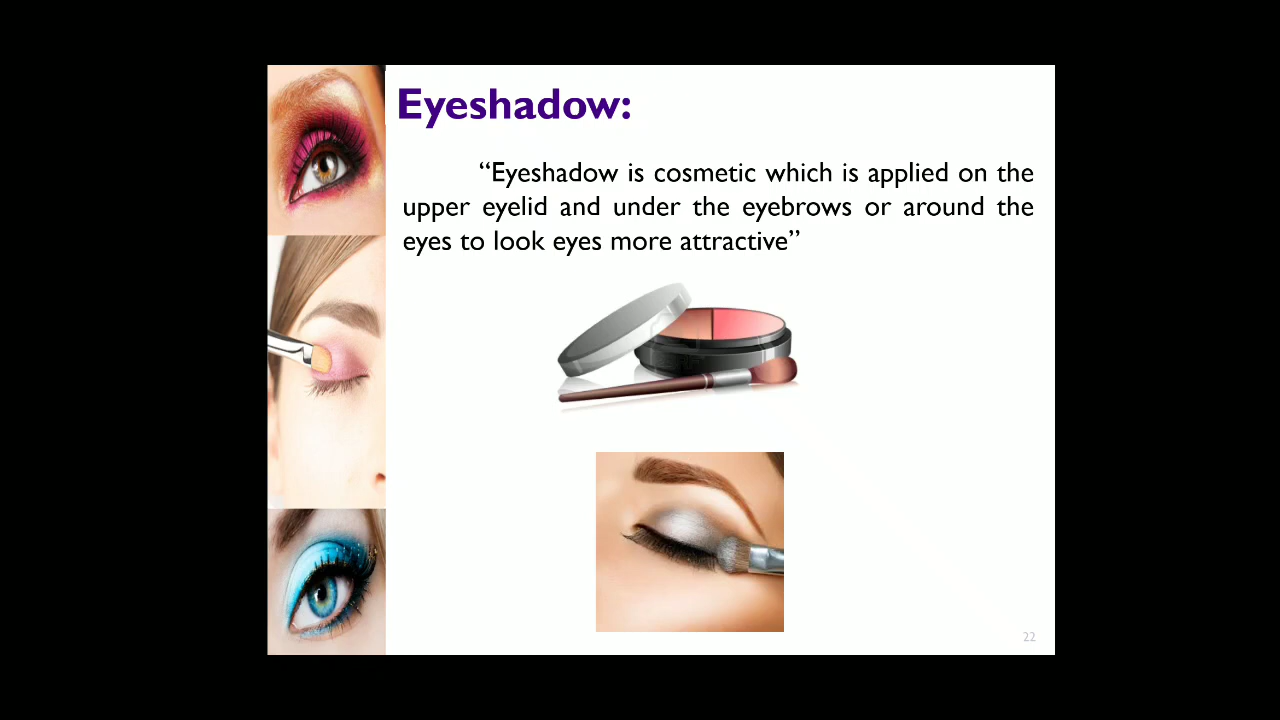 Eyeshadow:
“Eyeshadow is cosmetic which is applied on the
upper eyelid and under the eyebrows or around the
eyes to look eyes more attractive”
22